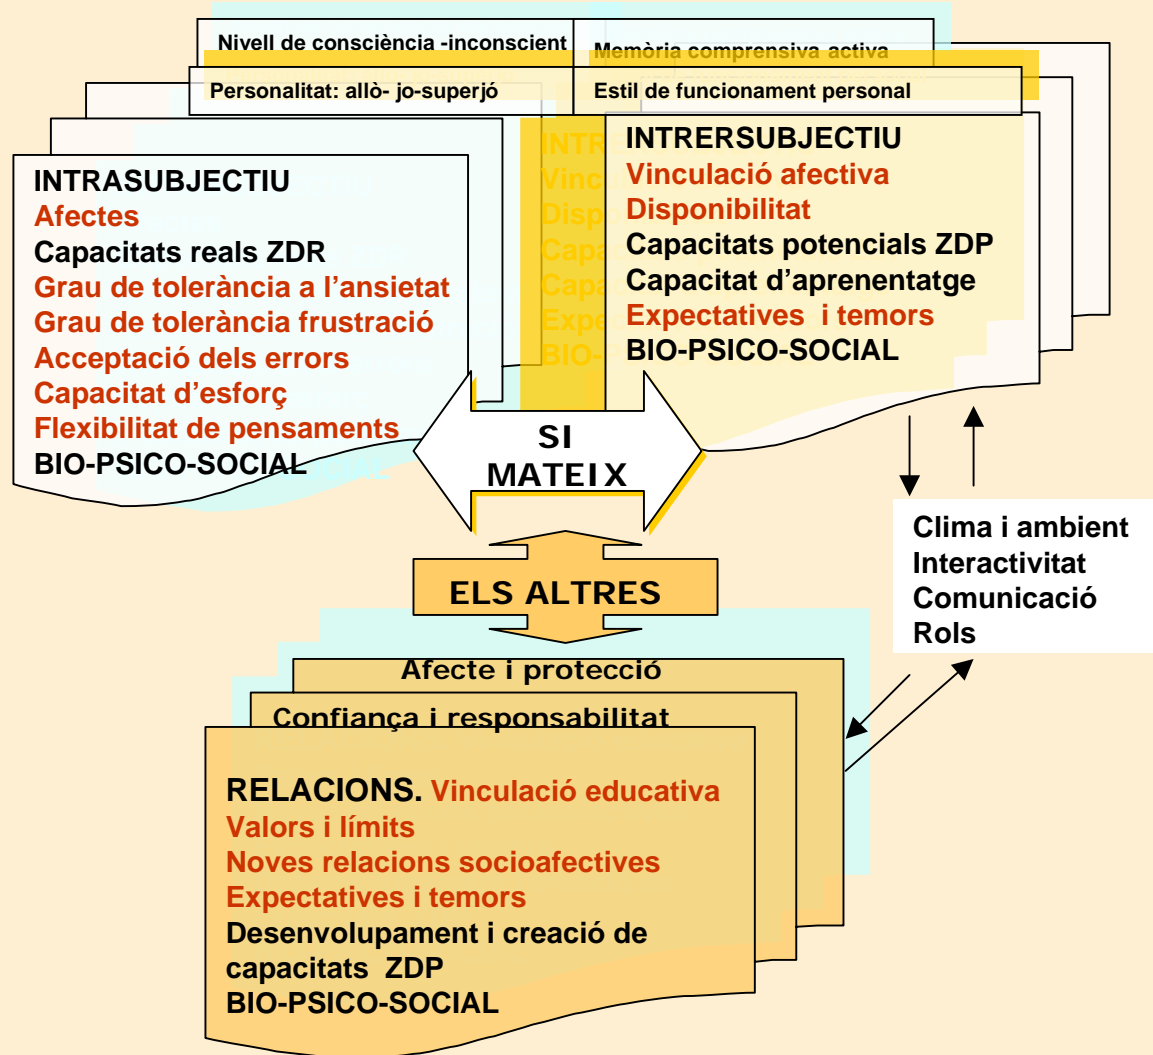 Nivell de consciència -inconscient
Memòria comprensiva activa
Personalitat: allò- jo-superjó
Estil de funcionament personal
INTRASUBJECTIU
Afectes
Capacitats reals ZDR
Grau de tolerància a l’ansietat
Grau de tolerància frustració
Acceptació dels errors
Capacitat d’esforç
Flexibilitat de pensaments
BIO-PSICO-SOCIAL
INTRERSUBJECTIU
Vinculació afectiva
Disponibilitat
Capacitats potencials ZDP
Capacitat d’aprenentatge
Expectatives i temors
BIO-PSICO-SOCIAL
SI
MATEIX
ELS ALTRES
Clima i ambient
Interactivitat
Comunicació
Rols
Afecte i protecció
Confiança i responsabilitat
RELACIONS. Vinculació educativa
Valors i límits
Noves relacions socioafectives
Expectatives i temors
Desenvolupament i creació de
capacitats ZDP
BIO-PSICO-SOCIAL